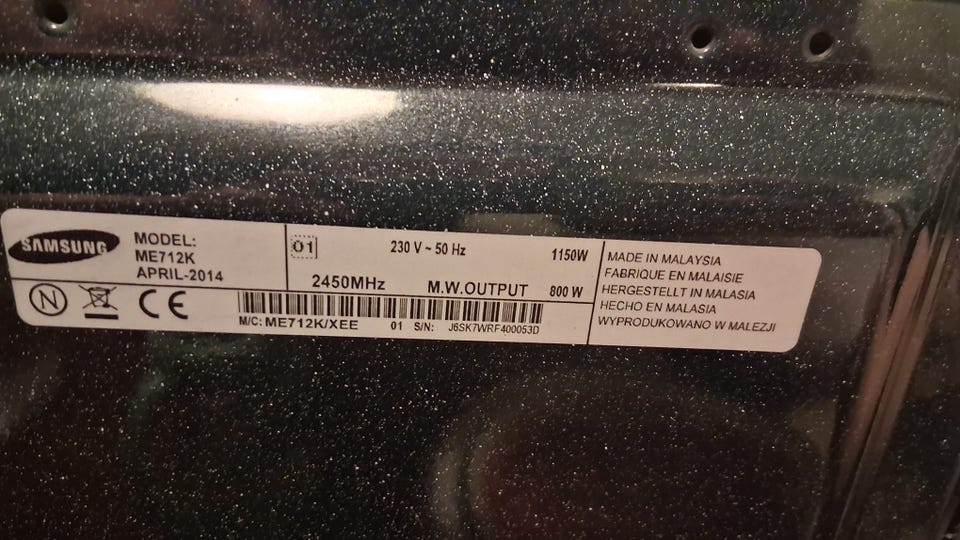 SAMSUNG
MODEL:
ME712K
APRIL-2014
01
230 V ~ 50 Hz
1150W
2450MHz
M.W.OUTPUT
800 W
N
CE
M/C: ME712K/XEE
01 S/N: J6SK7WRF400053D
MADE IN MALAYSIA
FABRIQUE EN MALAISIE
HERGESTELLT IN MALASIA
HECHO EN MALASIA
WYPRODUKOWANO W MALEZJI